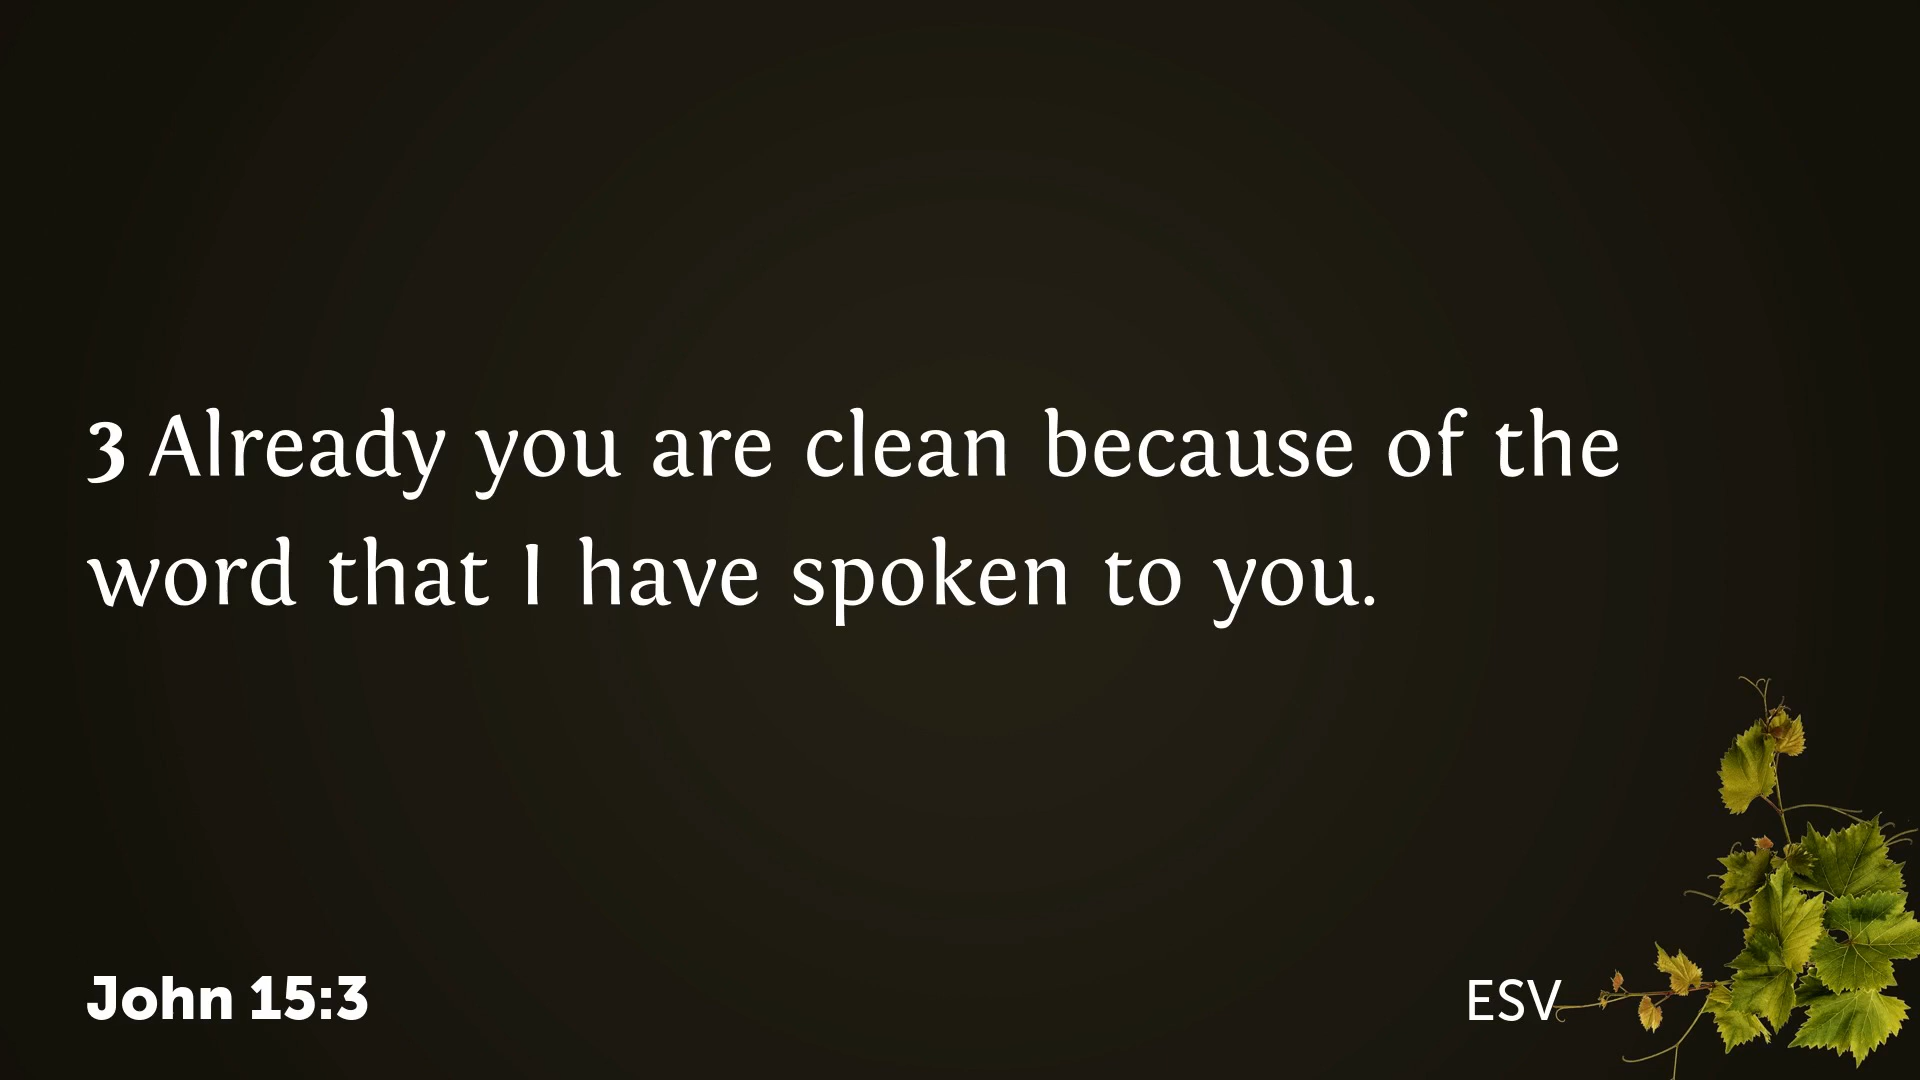 3 Already you are clean because of the
word that I have spoken to you.
John 15:3
ESV